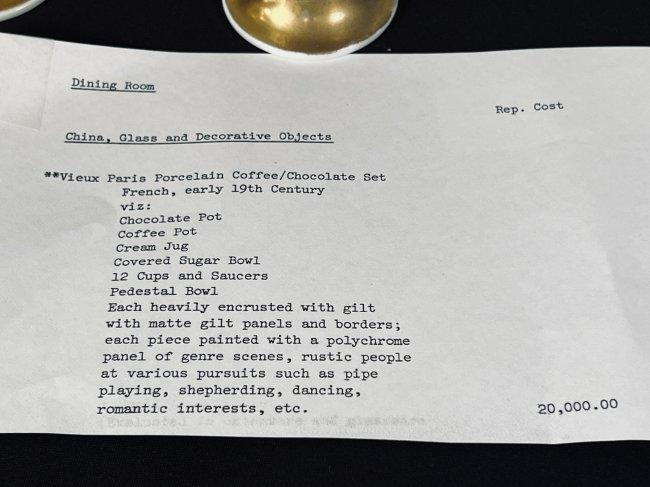 Dining Room
Rep. Cost
China, Glass and Decorative Objects
**Vieux Paris Porcelain Coffee/Chocolate Set
French, early 19th Century
viz:
Chocolate Pot
Coffee Pot
Cream Jug
Covered Sugar Bowl
12 Cups and Saucers
Pedestal Bowl
Each heavily encrusted with gilt
with matte gilt panels and borders;
each piece painted with a polychrome
panel of genre scenes, rustic people
at various pursuits such as pipe
playing, shepherding, dancing,
romantic interests, etc.
20,000.00